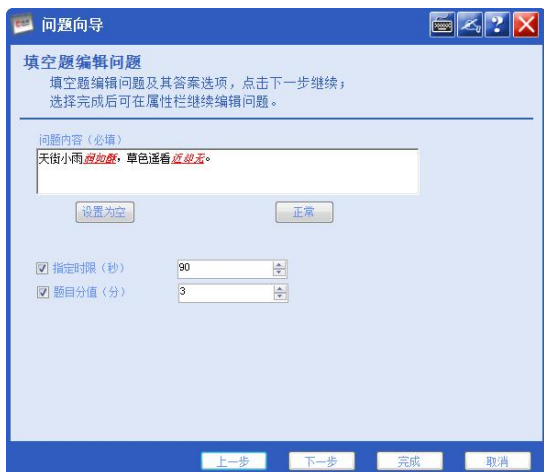 问题向导
填空题编辑问题
填空题编辑问题及其答案选项，点击下一步继续；
选择完成后可在属性栏继续编辑问题。
问题内容（必填）
天街小雨润如酥，草色遥看近却无。
设置为空 正常
指定时限（秒） 90
题目分值（分） 3
上一步 下一步 完成 取消